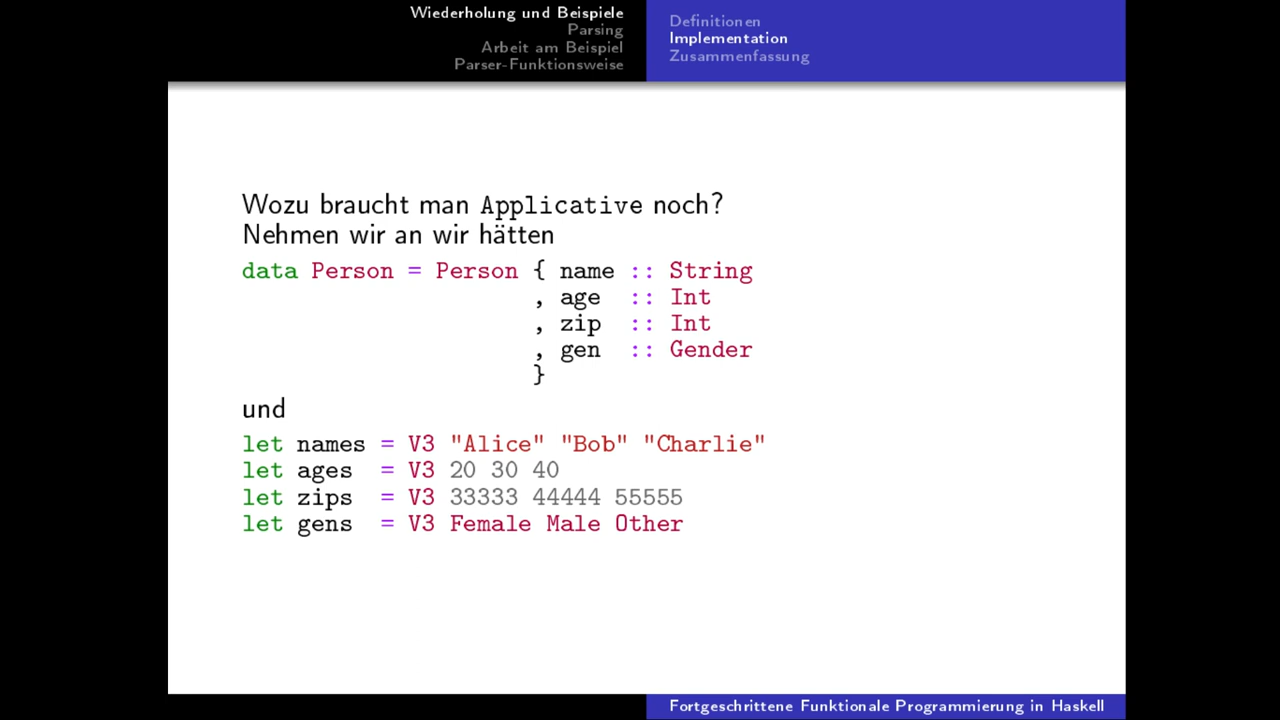 Wiederholung und Beispiele
Parsing
Arbeit am Beispiel
Parser-Funktionsweise
Definitionen
Implementation
Zusammenfassung
Wozu braucht man Applicative noch?
Nehmen wir an wir hätten
data Person = Person { name :: String
, age :: Int
, zip :: Int
, gen :: Gender
}
und
let names = V3 "Alice" "Bob" "Charlie"
let ages = V3 20 30 40
let zips = V3 33333 44444 55555
let gens = V3 Female Male Other
Fortgeschrittene Funktionale Programmierung in Haskell